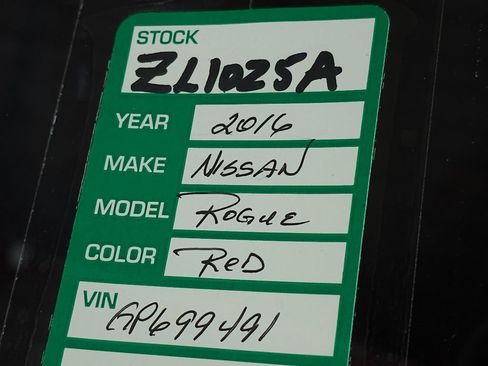 STOCK
ZL1025A
YEAR 2016
MAKE NISSAN
MODEL ROGUE
COLOR RED
VIN
GP699491